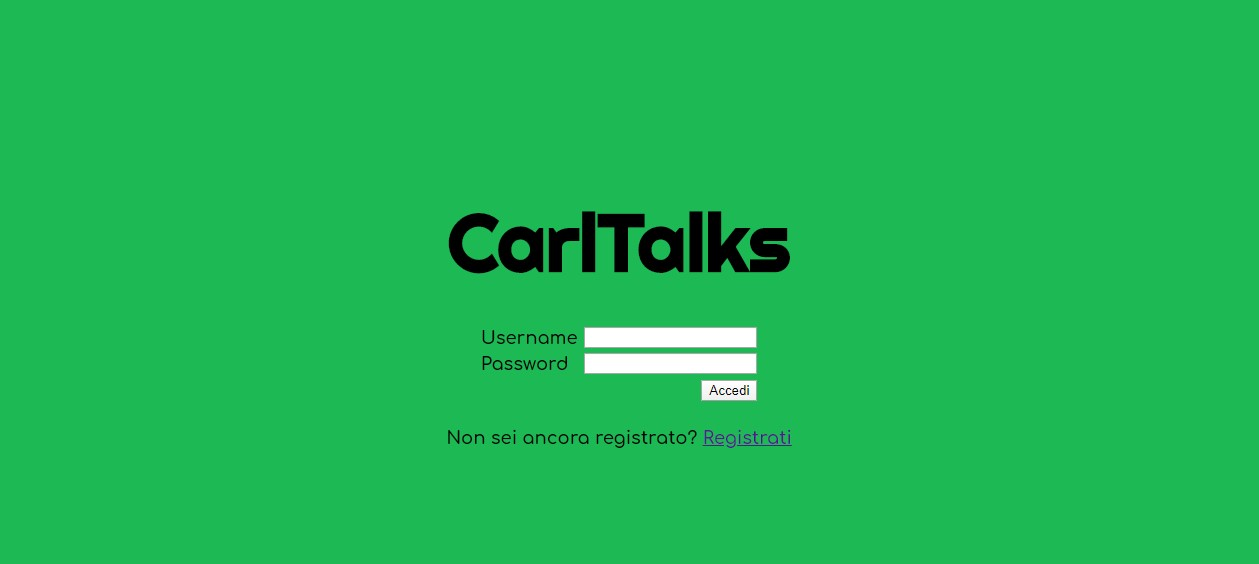 CarlTalks
Username
Password
Accedi
Non sei ancora registrato? Registrati